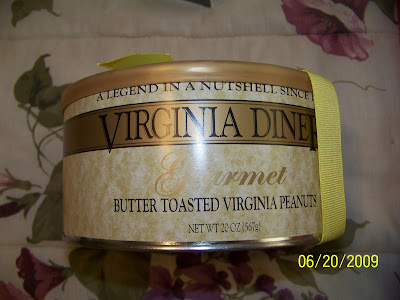 A LEGEND IN A NUTSHELL SINCE
VIRGINIA DINE
Gourmet
BUTTER TOASTED VIRGINIA PEANUTS
NET WT 20 OZ (567g)
06/20/2009